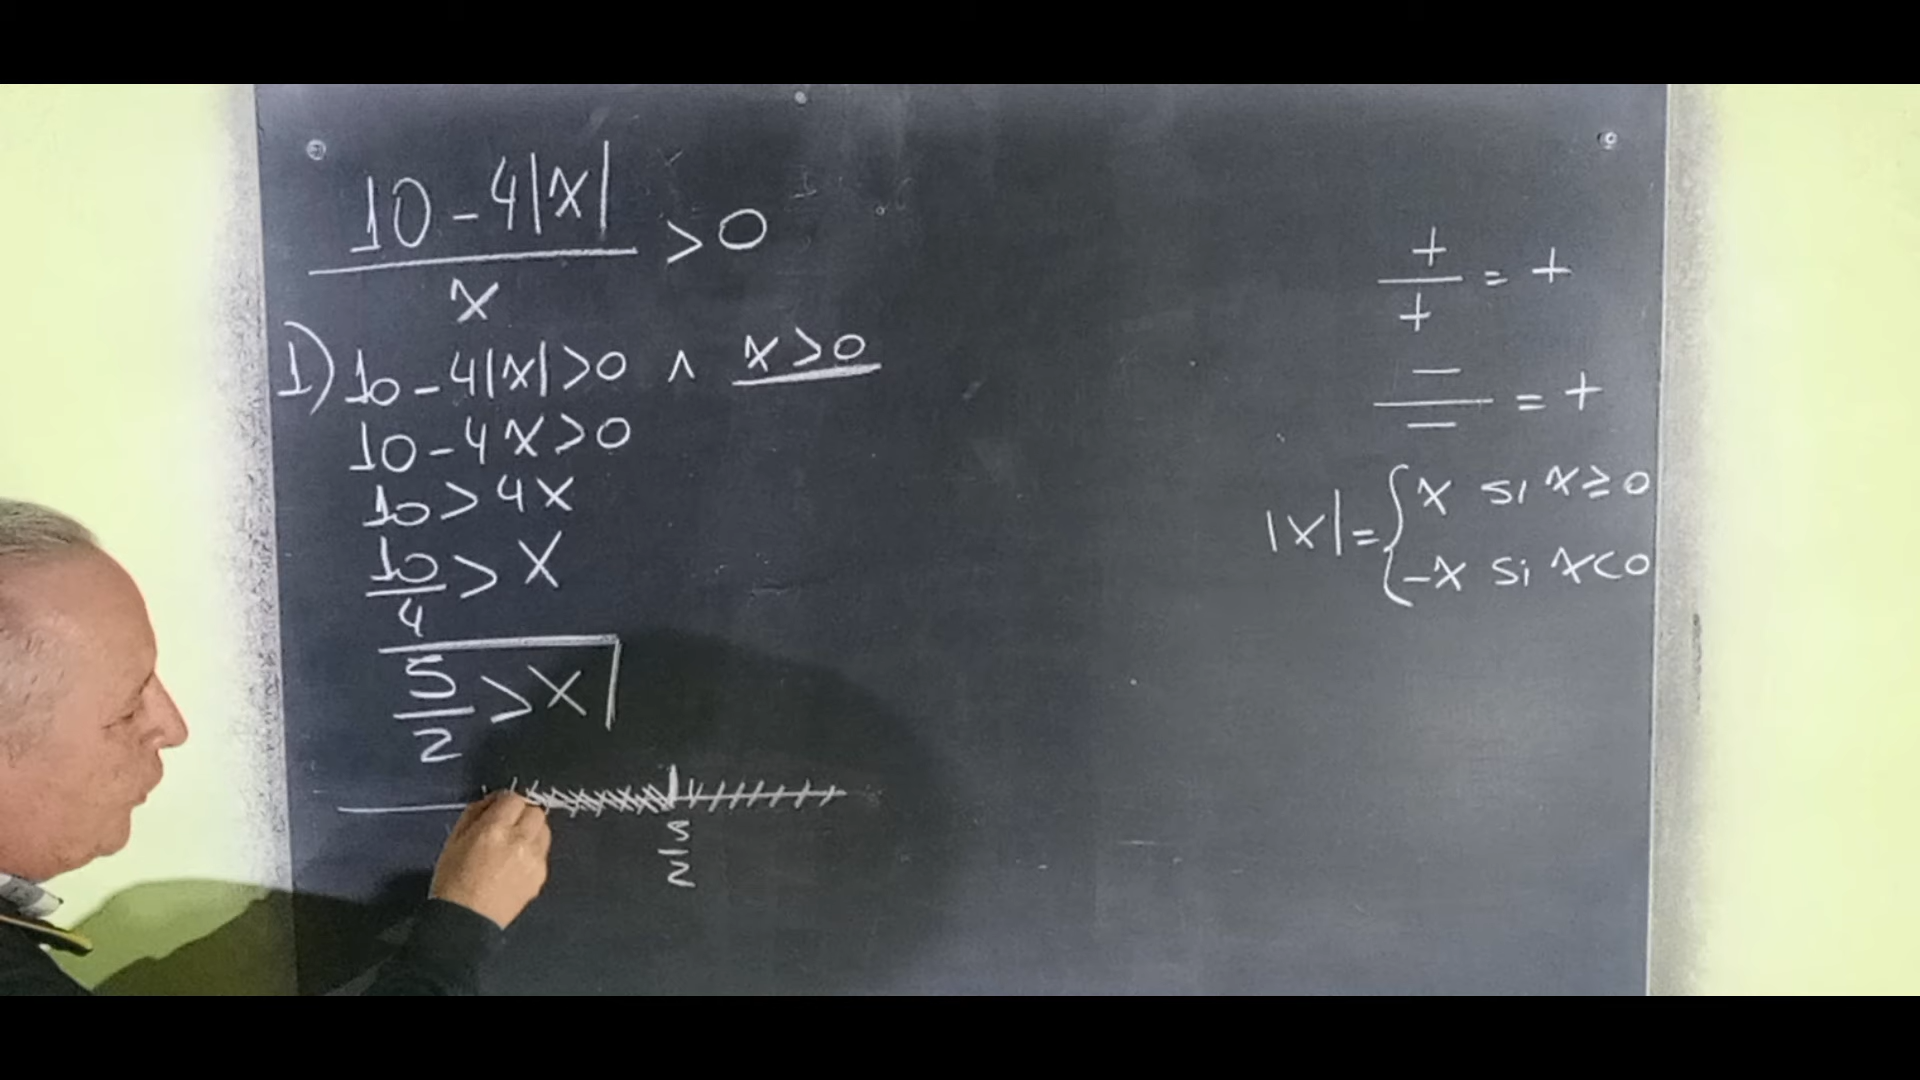 10-4|x|
x
>0
1) 10-4|x|>0 ∧ x>0
10-4x>0
10>4x
10/4 > x
5/2 > x
5/2
+/+ = +
-/- = +
|x| = { x si x≥0
-x si x<0